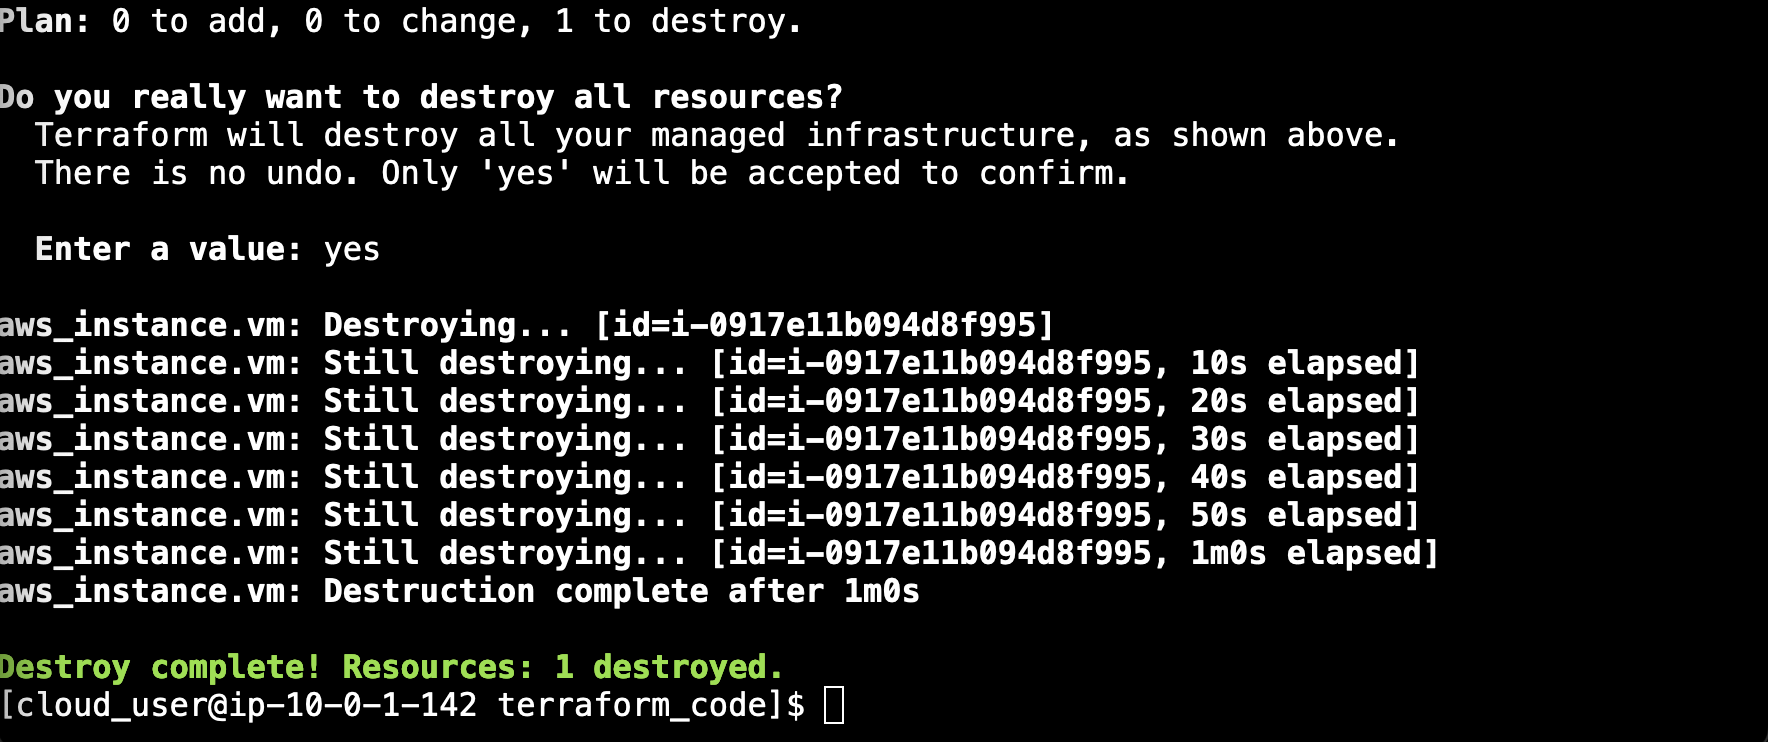 Plan: 0 to add, 0 to change, 1 to destroy.
Do you really want to destroy all resources?
Terraform will destroy all your managed infrastructure, as shown above.
There is no undo. Only 'yes' will be accepted to confirm.
Enter a value: yes
aws_instance.vm: Destroying... [id=i-0917e11b094d8f995]
aws_instance.vm: Still destroying... [id=i-0917e11b094d8f995, 10s elapsed]
aws_instance.vm: Still destroying... [id=i-0917e11b094d8f995, 20s elapsed]
aws_instance.vm: Still destroying... [id=i-0917e11b094d8f995, 30s elapsed]
aws_instance.vm: Still destroying... [id=i-0917e11b094d8f995, 40s elapsed]
aws_instance.vm: Still destroying... [id=i-0917e11b094d8f995, 50s elapsed]
aws_instance.vm: Still destroying... [id=i-0917e11b094d8f995, 1m0s elapsed]
aws_instance.vm: Destruction complete after 1m0s
Destroy complete! Resources: 1 destroyed.
[cloud_user@ip-10-0-1-142 terraform_code]$